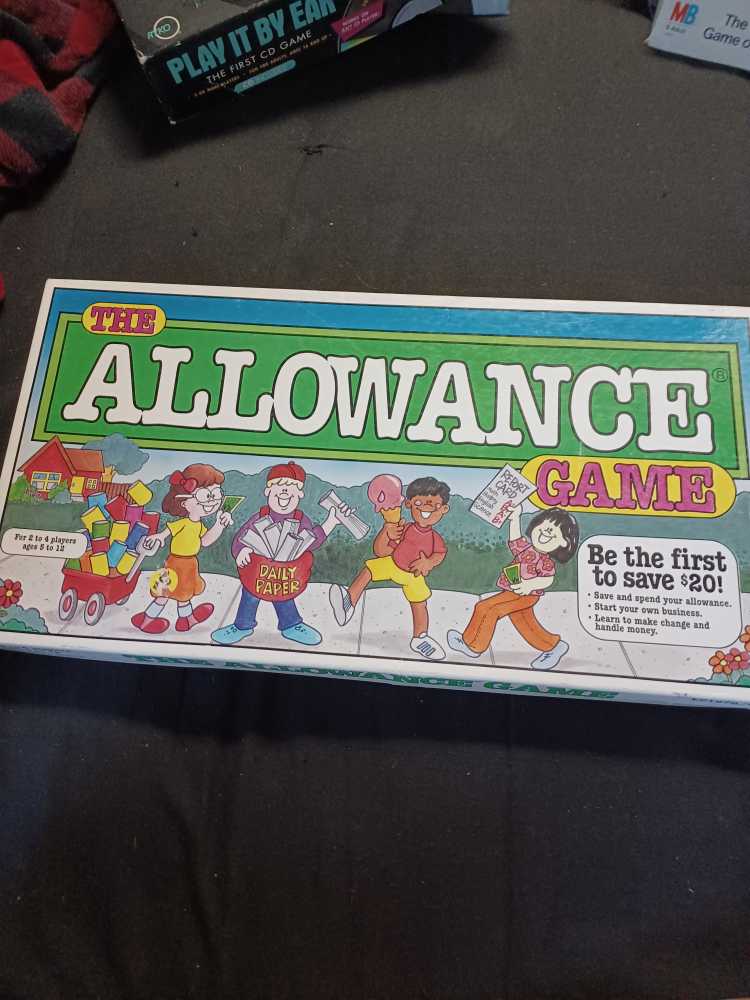 RYKO
PLAY IT BY EAR
THE FIRST CD GAME
MB
The
Game o
THE
ALLOWANCE®
GAME
For 2 to 4 players
ages 5 to 12
DAILY
PAPER
REPORT
CARD
Be the first
to save $20!
• Save and spend your allowance.
• Start your own business.
• Learn to make change and
handle money.
THE ALLOWANCE GAME